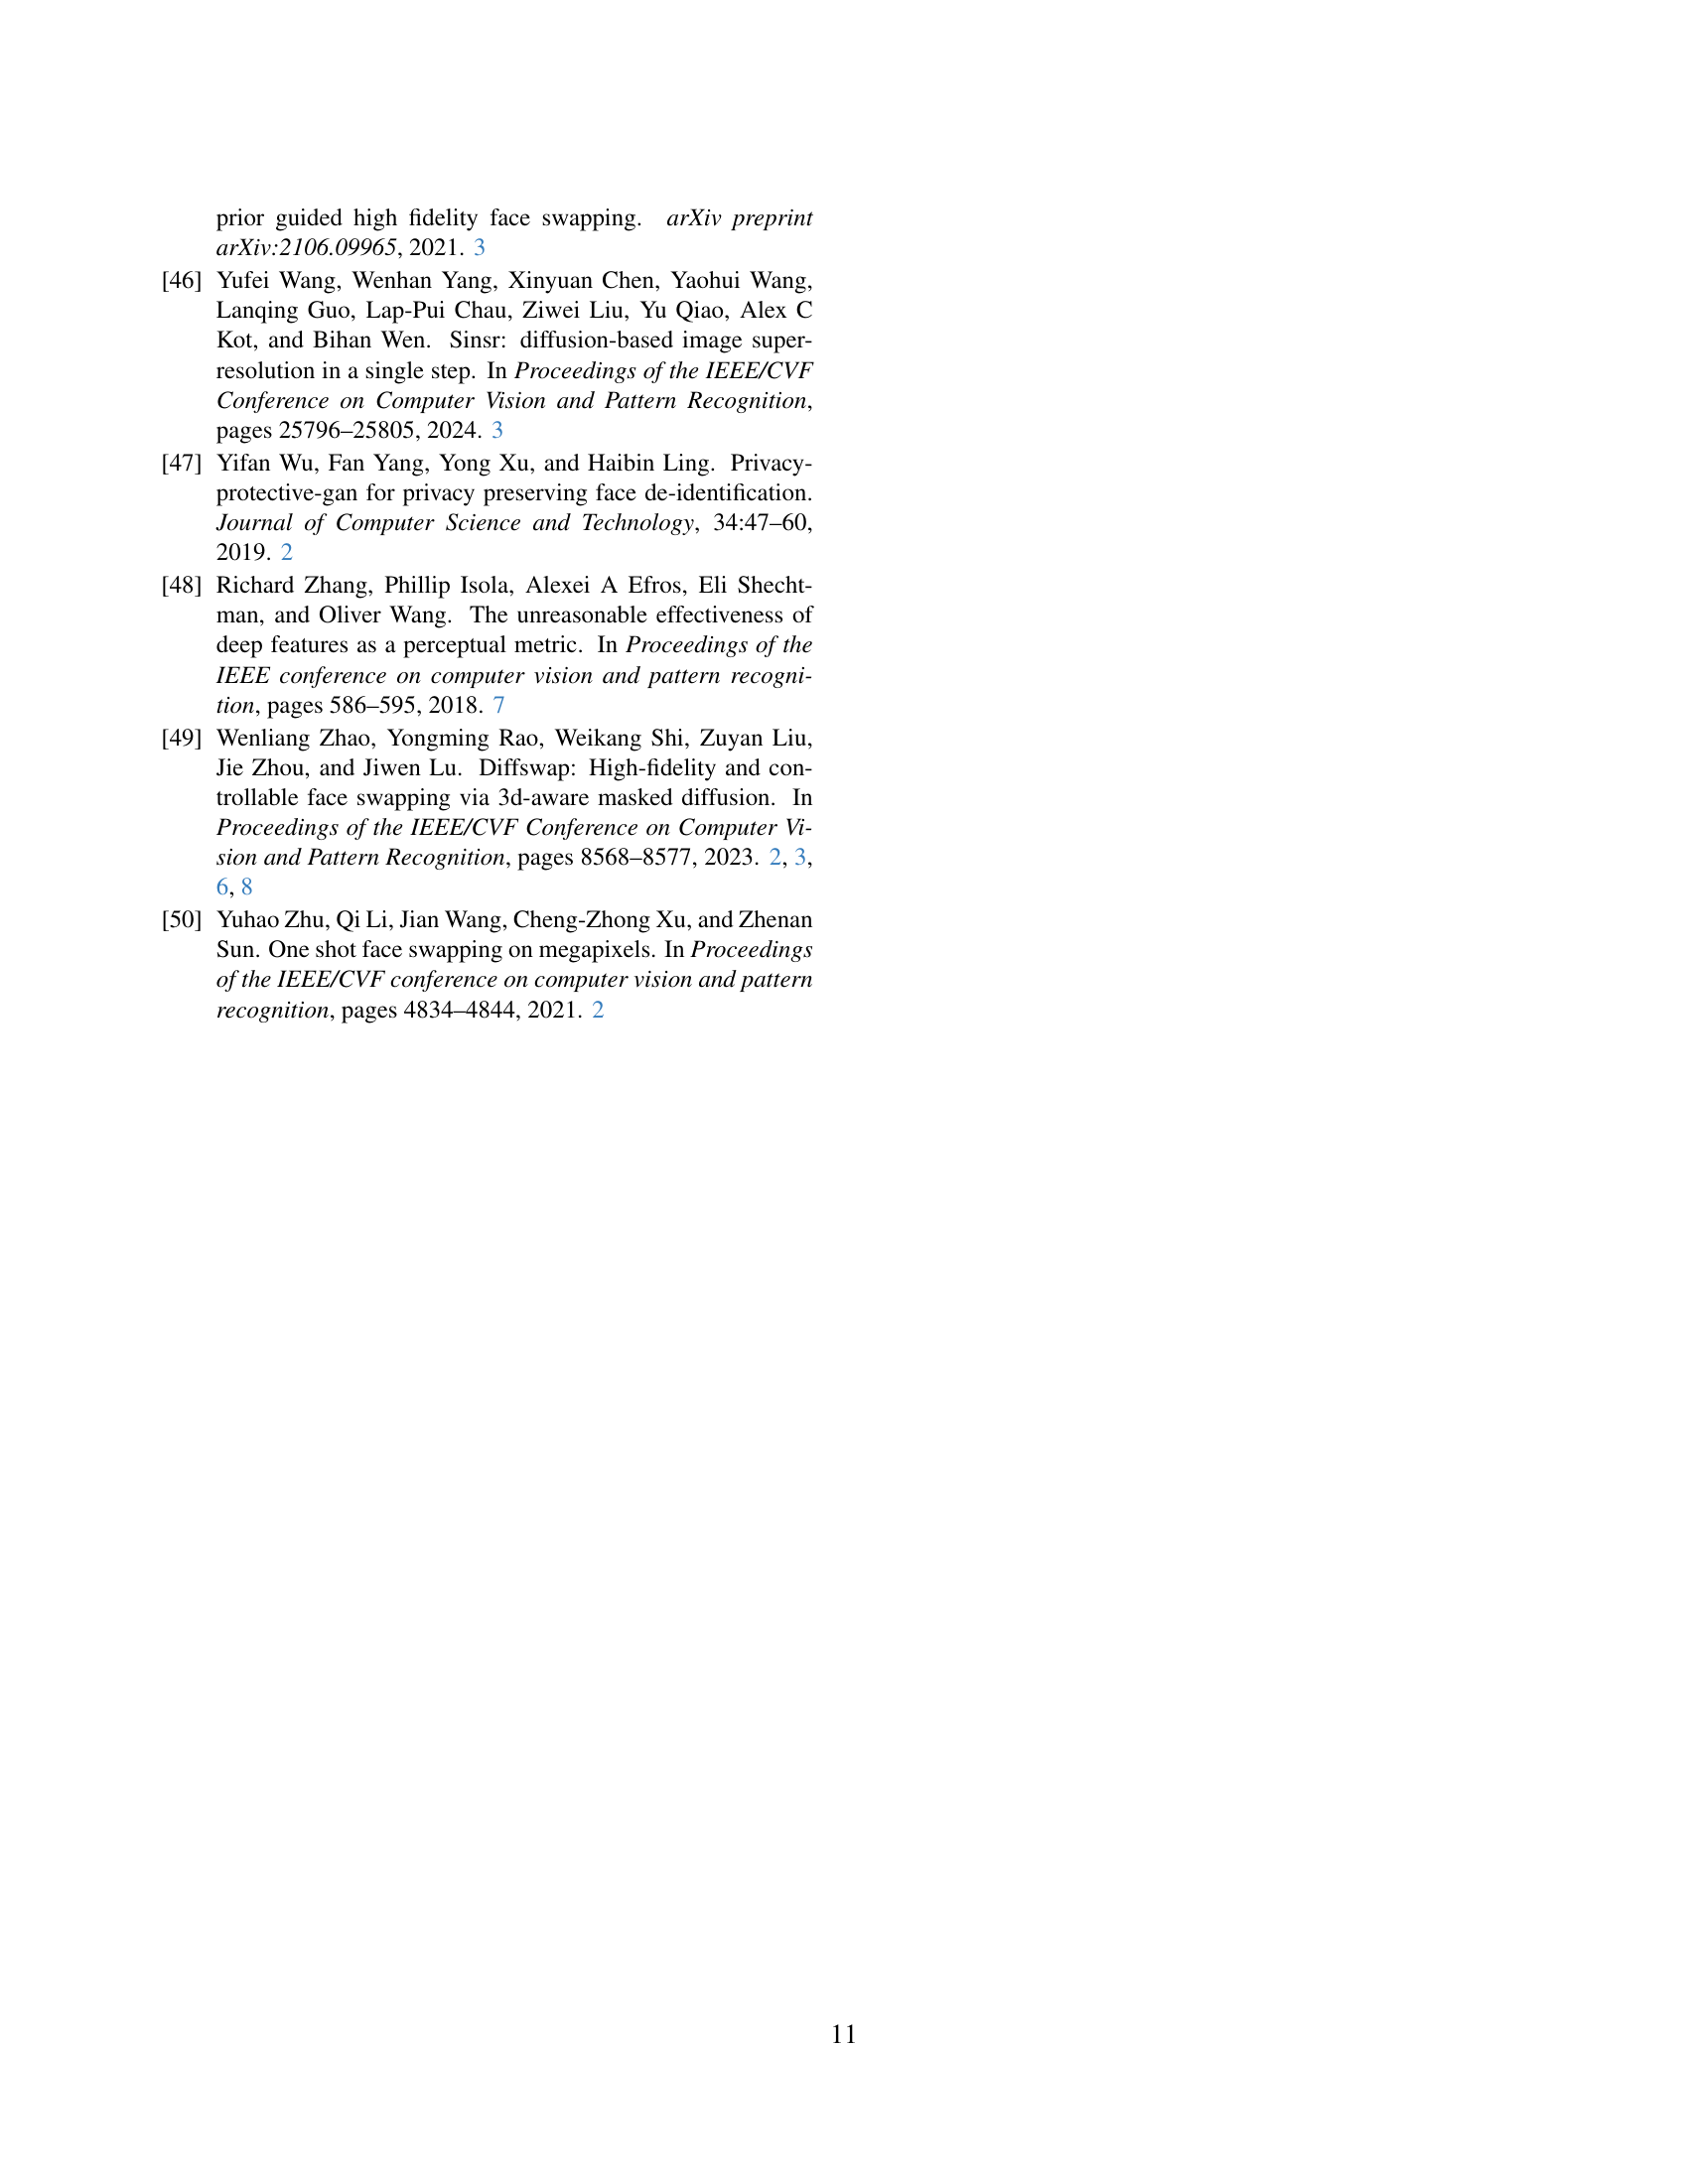 prior guided high fidelity face swapping. arXiv preprint
arXiv:2106.09965, 2021. 3
[46] Yufei Wang, Wenhan Yang, Xinyuan Chen, Yaohui Wang,
Lanqing Guo, Lap-Pui Chau, Ziwei Liu, Yu Qiao, Alex C
Kot, and Bihan Wen. Sinsr: diffusion-based image super-
resolution in a single step. In Proceedings of the IEEE/CVF
Conference on Computer Vision and Pattern Recognition,
pages 25796–25805, 2024. 3
[47] Yifan Wu, Fan Yang, Yong Xu, and Haibin Ling. Privacy-
protective-gan for privacy preserving face de-identification.
Journal of Computer Science and Technology, 34:47–60,
2019. 2
[48] Richard Zhang, Phillip Isola, Alexei A Efros, Eli Shecht-
man, and Oliver Wang. The unreasonable effectiveness of
deep features as a perceptual metric. In Proceedings of the
IEEE conference on computer vision and pattern recogni-
tion, pages 586–595, 2018. 7
[49] Wenliang Zhao, Yongming Rao, Weikang Shi, Zuyan Liu,
Jie Zhou, and Jiwen Lu. Diffswap: High-fidelity and con-
trollable face swapping via 3d-aware masked diffusion. In
Proceedings of the IEEE/CVF Conference on Computer Vi-
sion and Pattern Recognition, pages 8568–8577, 2023. 2, 3,
6, 8
[50] Yuhao Zhu, Qi Li, Jian Wang, Cheng-Zhong Xu, and Zhenan
Sun. One shot face swapping on megapixels. In Proceedings
of the IEEE/CVF conference on computer vision and pattern
recognition, pages 4834–4844, 2021. 2
11